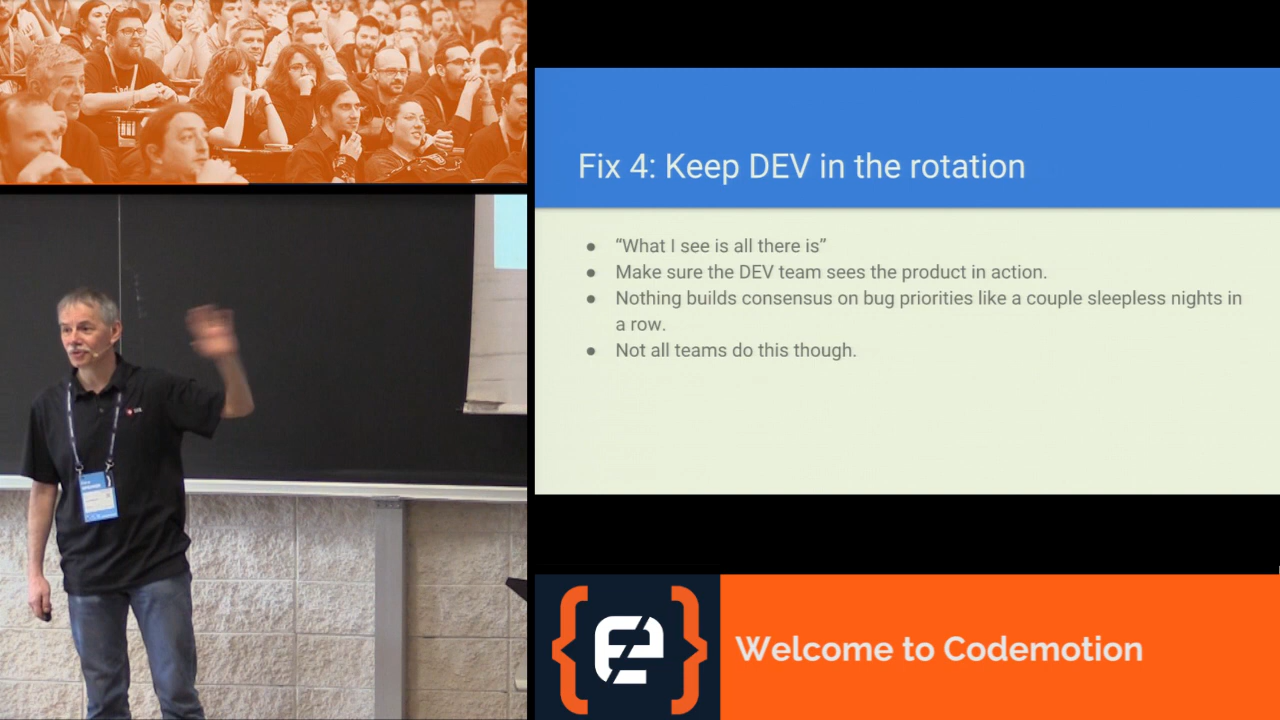 Fix 4: Keep DEV in the rotation
● “What I see is all there is”
● Make sure the DEV team sees the product in action.
● Nothing builds consensus on bug priorities like a couple sleepless nights in
a row.
● Not all teams do this though.
Welcome to Codemotion